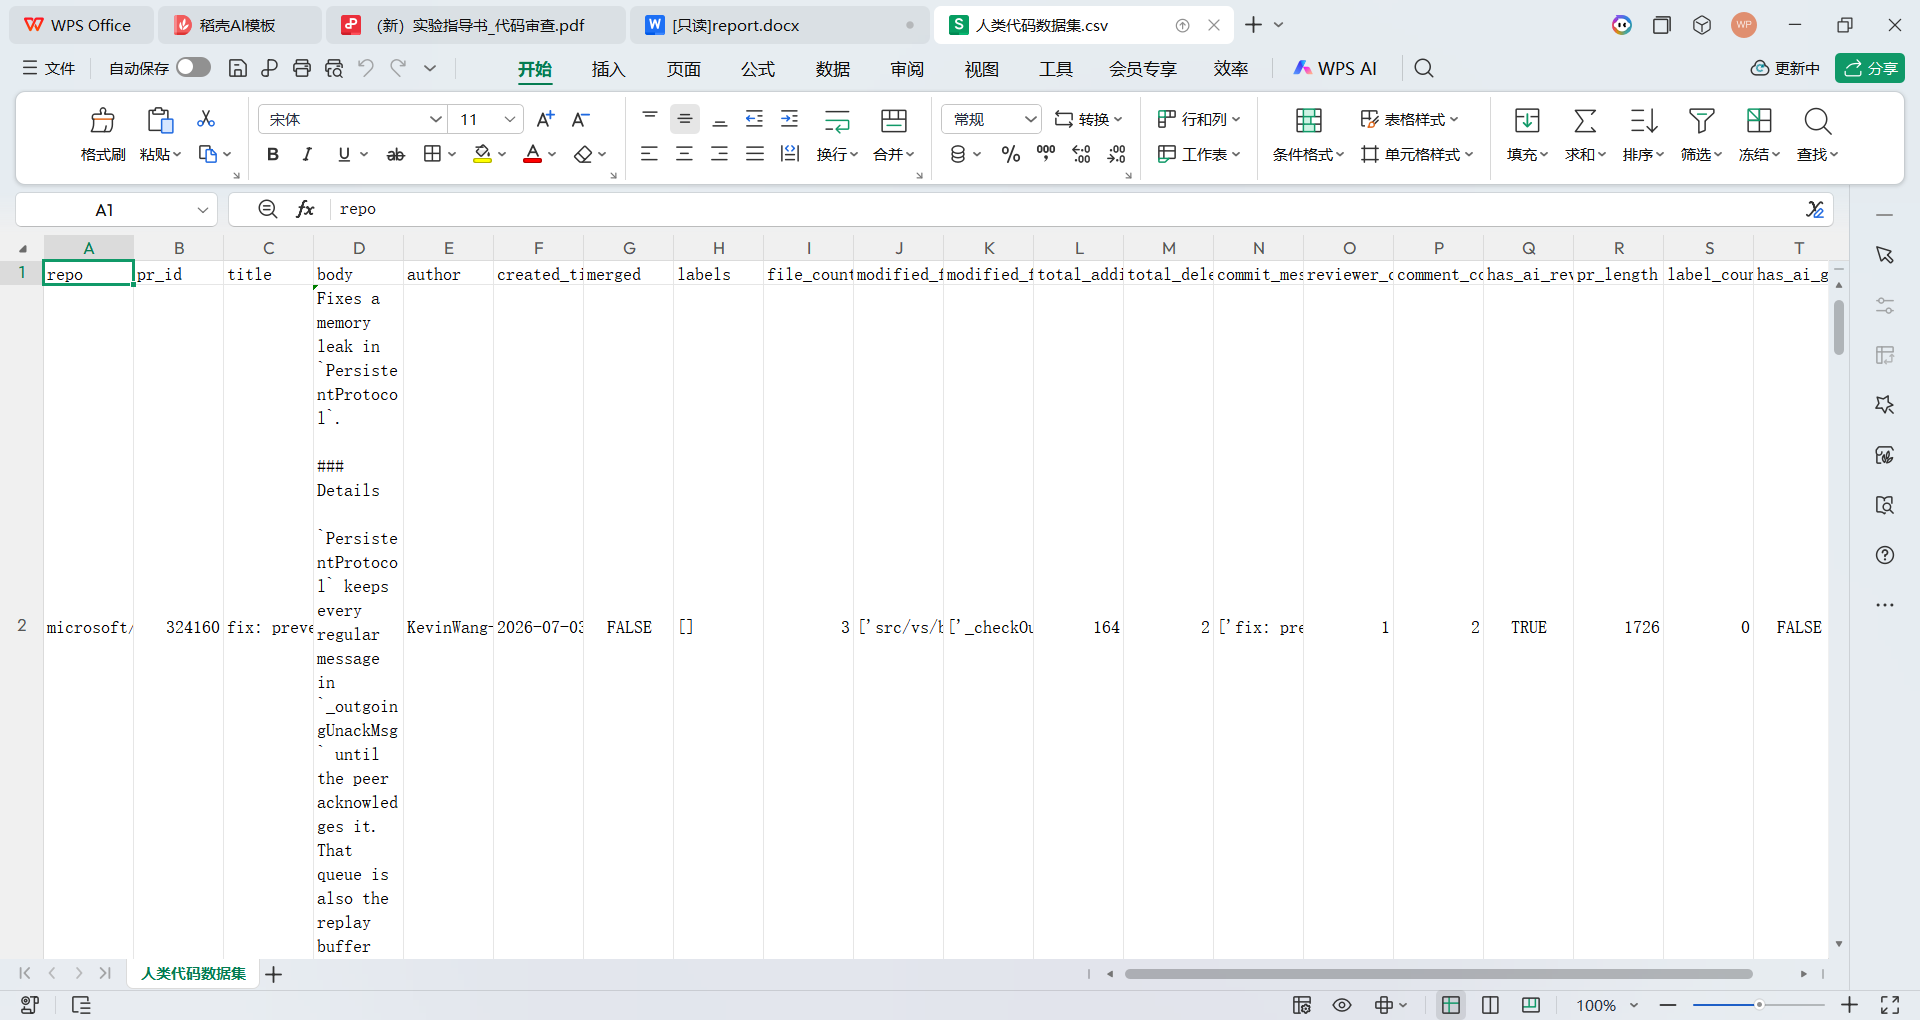 WPS Office
稻壳AI模板
（新）实验指导书_代码审查.pdf
[只读]report.docx
人类代码数据集.csv
WP
文件
自动保存
开始
插入
页面
公式
数据
审阅
视图
工具
会员专享
效率
WPS AI
更新中
分享
格式刷
粘贴
宋体
11
换行
合并
常规
转换
行和列
工作表
条件格式
表格样式
单元格样式
填充
求和
排序
筛选
冻结
查找
A1
repo
A B C D E F G H I J K L M N O P Q R S T
1 repo pr_id title body author created_ti merged labels file_count modified_f modified_f total_addi total_dele commit_mes reviewer_c comment_co has_ai_rev pr_length label_coun has_ai_g
Fixes a
memory
leak in
`Persiste
ntProtoco
l`.
###
Details
`Persiste
ntProtoco
l` keeps
every
regular
message
in
`_outgoin
gUnackMsg
` until
the peer
acknowled
ges it.
That
queue is
also the
replay
buffer
2 microsoft/ 324160 fix: preve KevinWang- 2026-07-03 FALSE [] 3 ['src/vs/b ['_checkOu 164 2 ['fix: pre 1 2 TRUE 1726 0 FALSE
人类代码数据集
100%